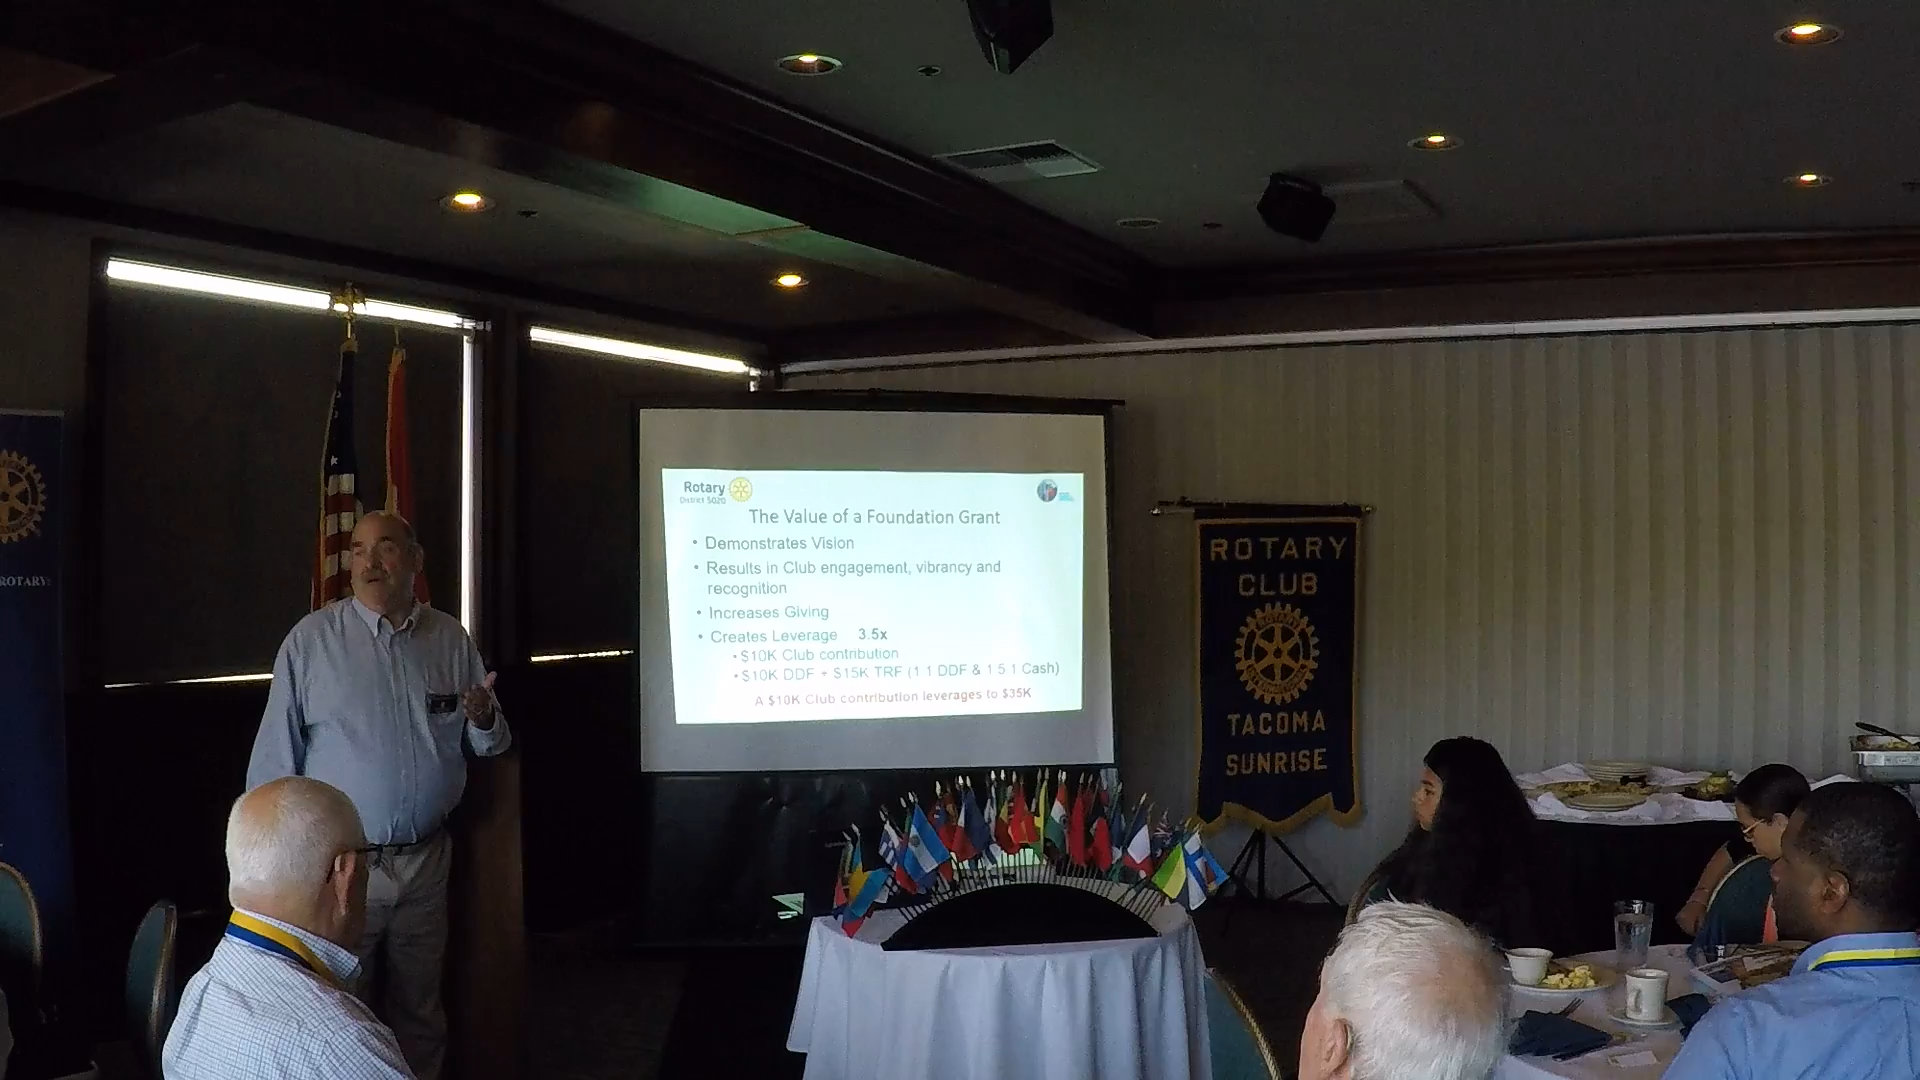 ROTARY
Rotary
District 5020
The Value of a Foundation Grant
• Demonstrates Vision
• Results in Club engagement, vibrancy and
recognition
• Increases Giving
• Creates Leverage 3.5x
• $10K Club contribution
• $10K DDF + $15K TRF (1 1 DDF & 1 5 1 Cash)
A $10K Club contribution leverages to $35K
ROTARY
CLUB
ROTARY
INTERNATIONAL
TACOMA
SUNRISE